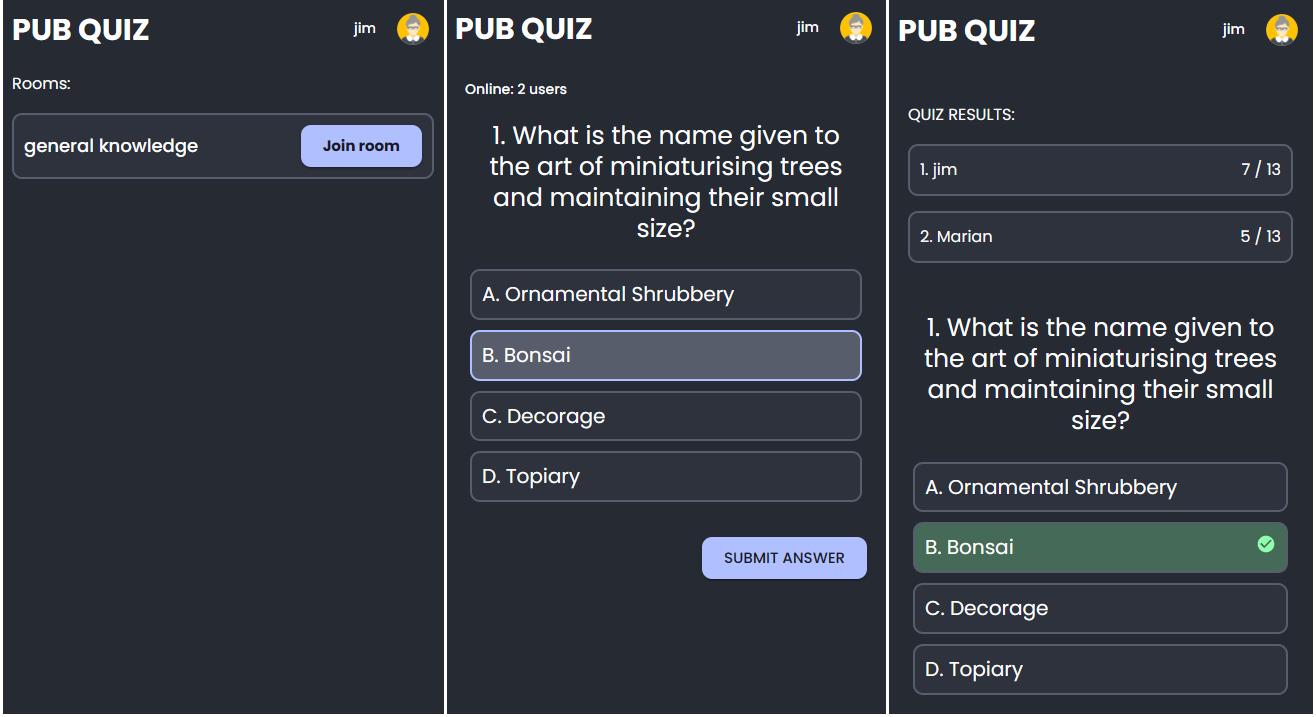 PUB QUIZ
jim
Rooms:
general knowledge
Join room
PUB QUIZ
jim
Online: 2 users
1. What is the name given to
the art of miniaturising trees
and maintaining their small
size?
A. Ornamental Shrubbery
B. Bonsai
C. Decorage
D. Topiary
SUBMIT ANSWER
PUB QUIZ
jim
QUIZ RESULTS:
1. jim 7 / 13
2. Marian 5 / 13
1. What is the name given to
the art of miniaturising trees
and maintaining their small
size?
A. Ornamental Shrubbery
B. Bonsai
C. Decorage
D. Topiary